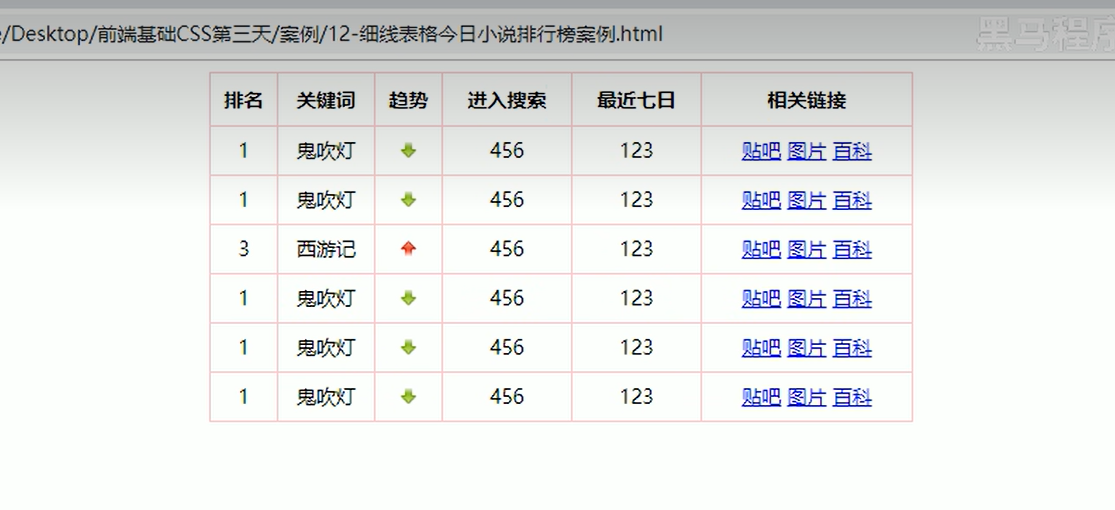 /Desktop/前端基础CSS第三天/案例/12-细线表格今日小说排行榜案例.html
黑马程序
排名 关键词 趋势 进入搜索 最近七日 相关链接
1 鬼吹灯 456 123 贴吧 图片 百科
1 鬼吹灯 456 123 贴吧 图片 百科
3 西游记 456 123 贴吧 图片 百科
1 鬼吹灯 456 123 贴吧 图片 百科
1 鬼吹灯 456 123 贴吧 图片 百科
1 鬼吹灯 456 123 贴吧 图片 百科